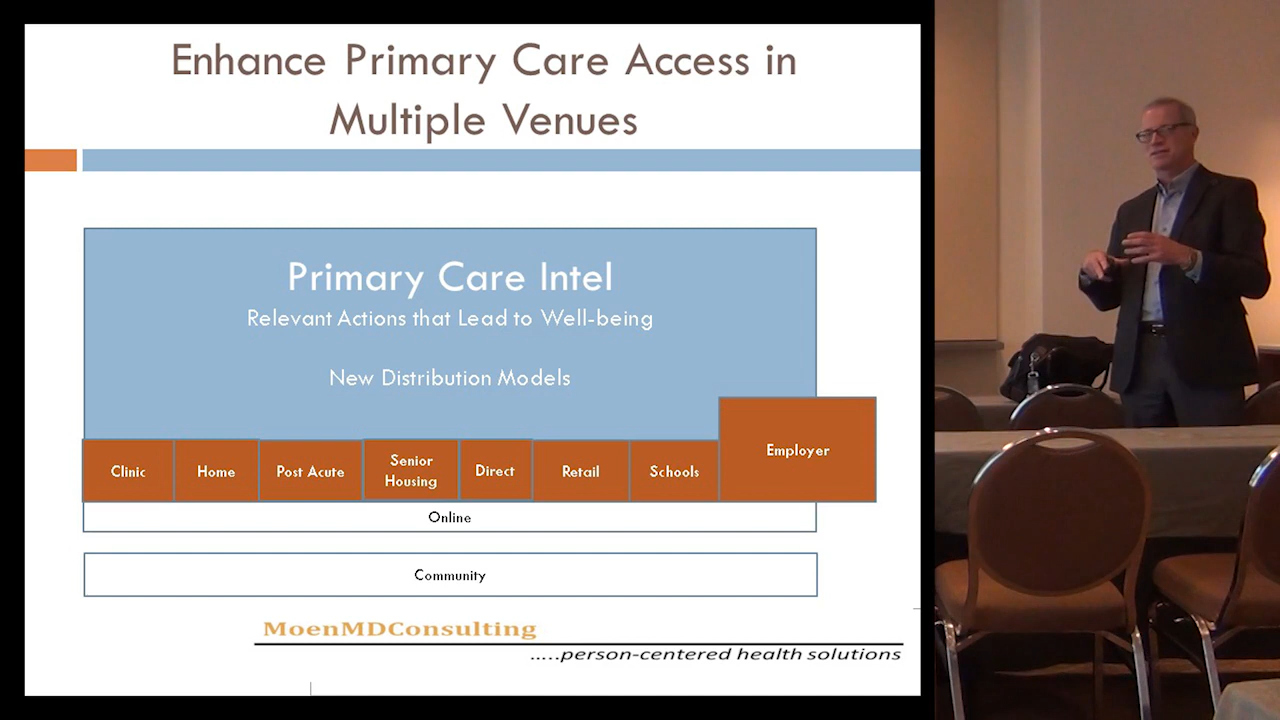 Enhance Primary Care Access in
Multiple Venues
Primary Care Intel
Relevant Actions that Lead to Well-being
New Distribution Models
Clinic
Home
Post Acute
Senior
Housing
Direct
Retail
Schools
Employer
Online
Community
MoenMDConsulting
.....person-centered health solutions